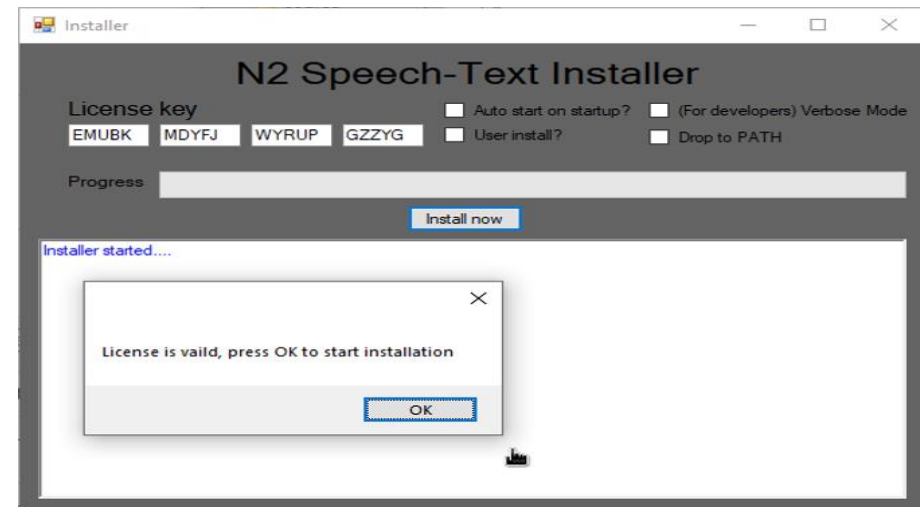 Installer
N2 Speech-Text Installer
License key
EMUBK MDYFJ WYRUP GZZYG
Auto start on startup? (For developers) Verbose Mode
User install? Drop to PATH
Progress
Install now
Installer started....
License is vaild, press OK to start installation
OK